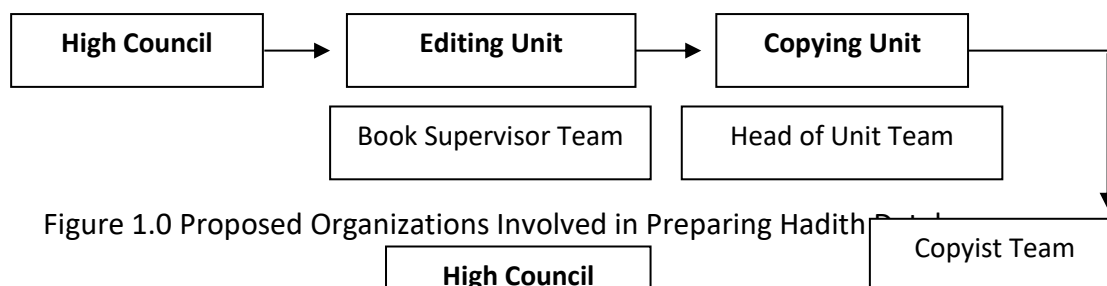 High Council
Editing Unit
Copying Unit
Book Supervisor Team
Head of Unit Team
Figure 1.0 Proposed Organizations Involved in Preparing Hadith
Copyist Team
High Council